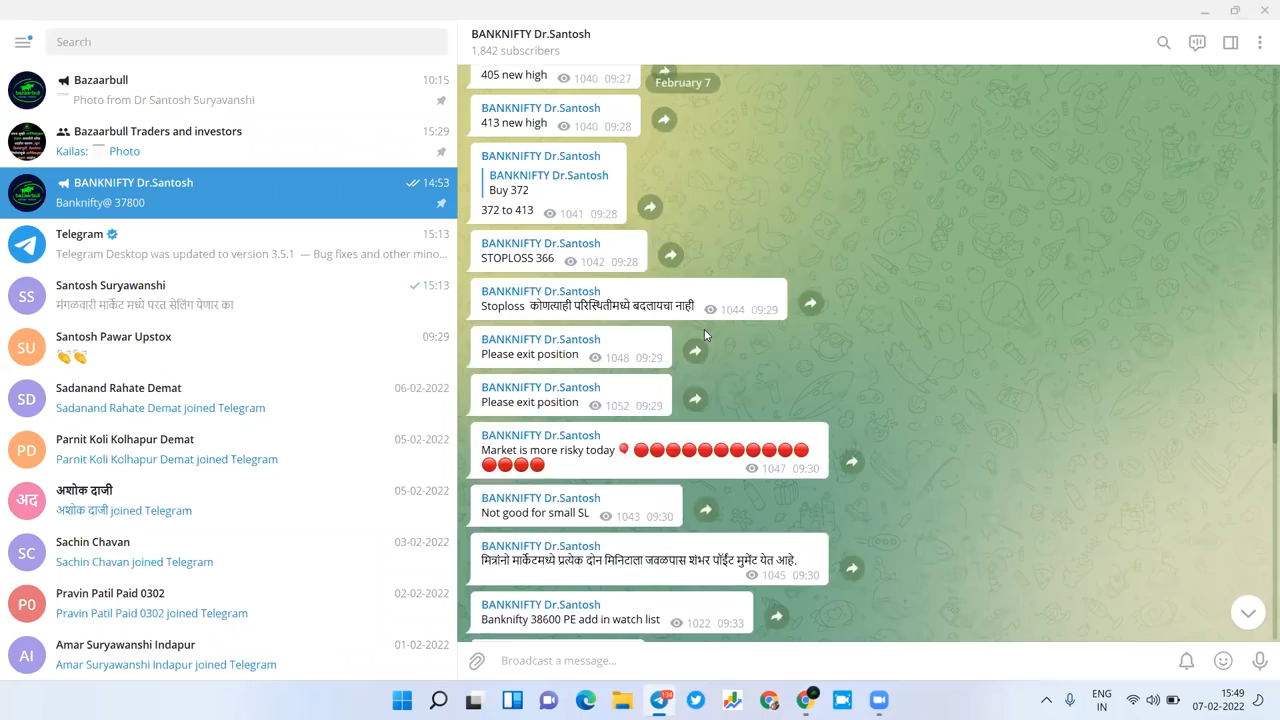 Search
Bazaarbull
10:15
Photo from Dr Santosh Suryavanshi
Bazaarbull Traders and investors
15:29
Kailas: Photo
BANKNIFTY Dr.Santosh
14:53
Banknifty@ 37800
Telegram
15:13
Telegram Desktop was updated to version 3.5.1 — Bug fixes and other mino...
SS
Santosh Suryawanshi
15:13
मंगळवारी मार्केट मध्ये परत सेलिंग येणार का
SU
Santosh Pawar Upstox
09:29
SD
Sadanand Rahate Demat
06-02-2022
Sadanand Rahate Demat joined Telegram
PD
Parnit Koli Kolhapur Demat
05-02-2022
Parnit Koli Kolhapur Demat joined Telegram
अद
अशोक दाजी
05-02-2022
अशोक दाजी joined Telegram
SC
Sachin Chavan
03-02-2022
Sachin Chavan joined Telegram
P0
Pravin Patil Paid 0302
02-02-2022
Pravin Patil Paid 0302 joined Telegram
AI
Amar Suryawanshi Indapur
01-02-2022
Amar Suryawanshi Indapur joined Telegram
BANKNIFTY Dr.Santosh
1,842 subscribers
February 7
405 new high 1040 09:27
BANKNIFTY Dr.Santosh
413 new high 1040 09:28
BANKNIFTY Dr.Santosh
BANKNIFTY Dr.Santosh
Buy 372
372 to 413 1041 09:28
BANKNIFTY Dr.Santosh
STOPLOSS 366 1042 09:28
BANKNIFTY Dr.Santosh
Stoploss कोणत्याही परिस्थितीमध्ये बदलायचा नाही 1044 09:29
BANKNIFTY Dr.Santosh
Please exit position 1048 09:29
BANKNIFTY Dr.Santosh
Please exit position 1052 09:29
BANKNIFTY Dr.Santosh
Market is more risky today
1047 09:30
BANKNIFTY Dr.Santosh
Not good for small SL 1043 09:30
BANKNIFTY Dr.Santosh
मित्रांनो मार्केटमध्ये प्रत्येक दोन मिनिटाला जवळपास शंभर पॉईंट मुमेंट येत आहे.
1045 09:30
BANKNIFTY Dr.Santosh
Banknifty 38600 PE add in watch list 1022 09:33
Broadcast a message...
134
ENG
IN
15:49
07-02-2022